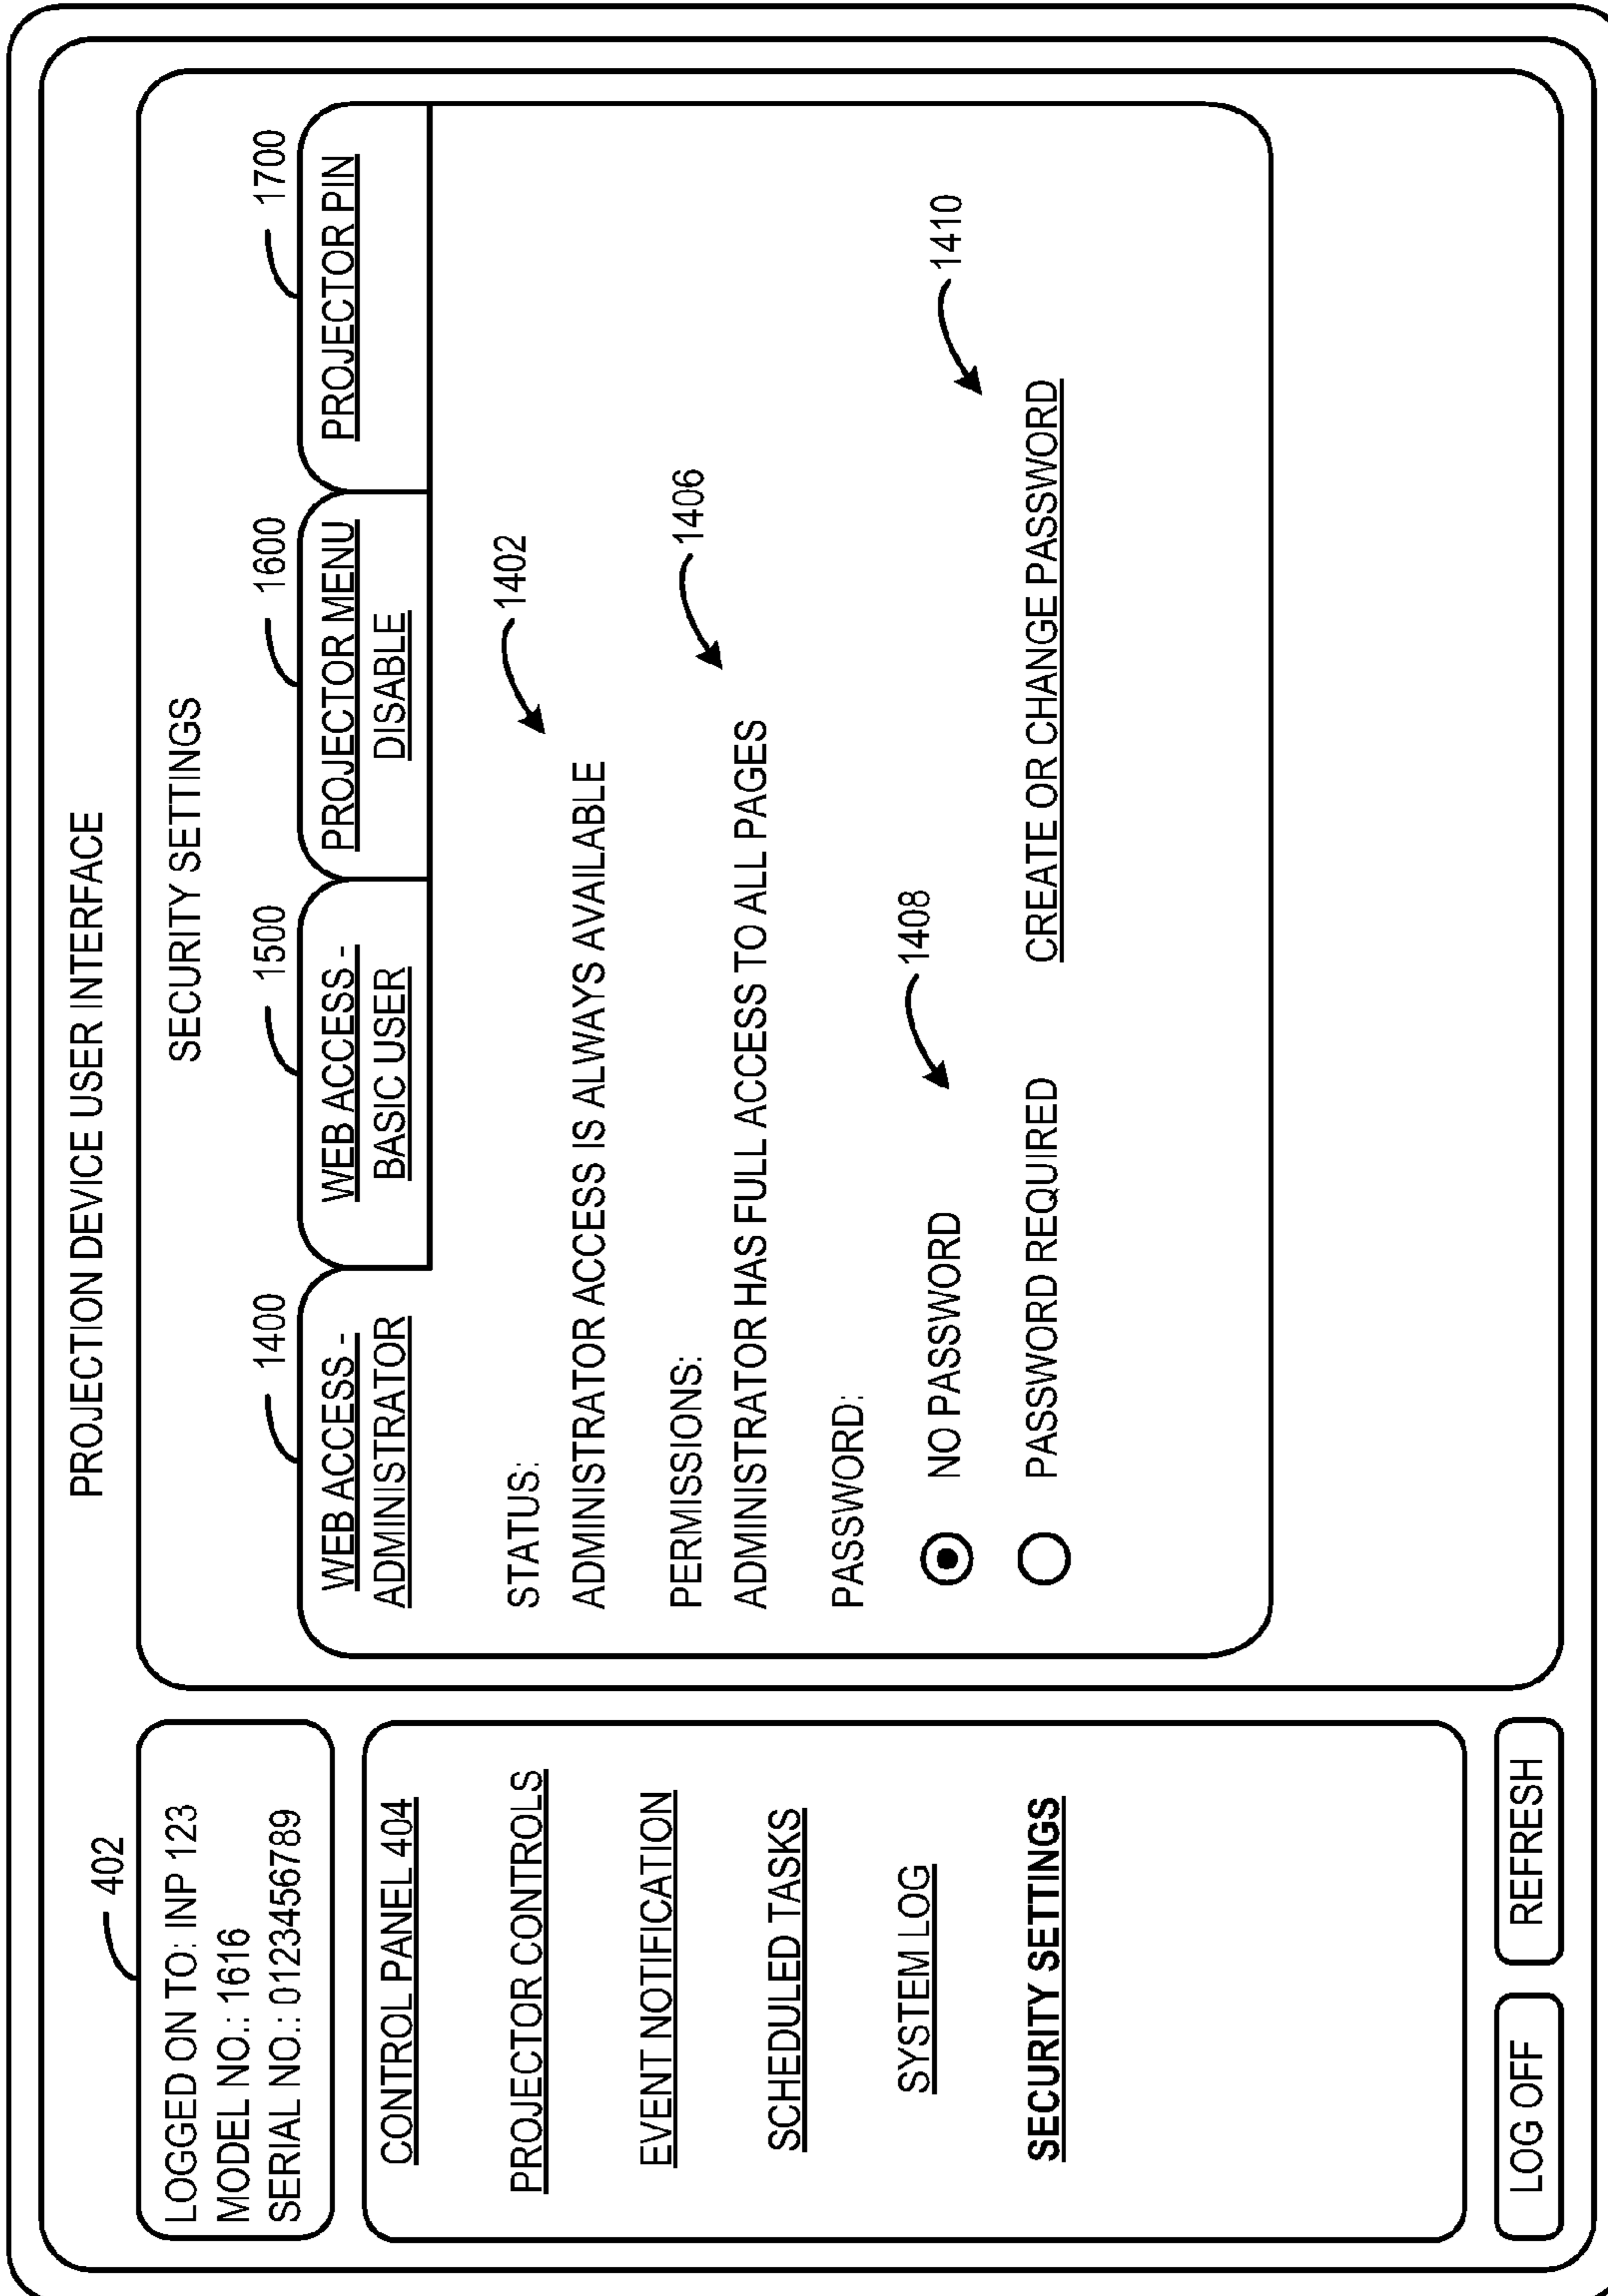 PROJECTION DEVICE USER INTERFACE
402
LOGGED ON TO: INP 123
MODEL NO.: 1616
SERIAL NO.: 0123456789
CONTROL PANEL 404
PROJECTOR CONTROLS
EVENT NOTIFICATION
SCHEDULED TASKS
SYSTEM LOG
SECURITY SETTINGS
LOG OFF
REFRESH
SECURITY SETTINGS
1400
1500
1600
1700
WEB ACCESS -
ADMINISTRATOR
WEB ACCESS -
BASIC USER
PROJECTOR MENU
DISABLE
PROJECTOR PIN
STATUS:
1402
ADMINISTRATOR ACCESS IS ALWAYS AVAILABLE
PERMISSIONS:
1406
ADMINISTRATOR HAS FULL ACCESS TO ALL PAGES
PASSWORD:
1408
1410
NO PASSWORD
PASSWORD REQUIRED
CREATE OR CHANGE PASSWORD